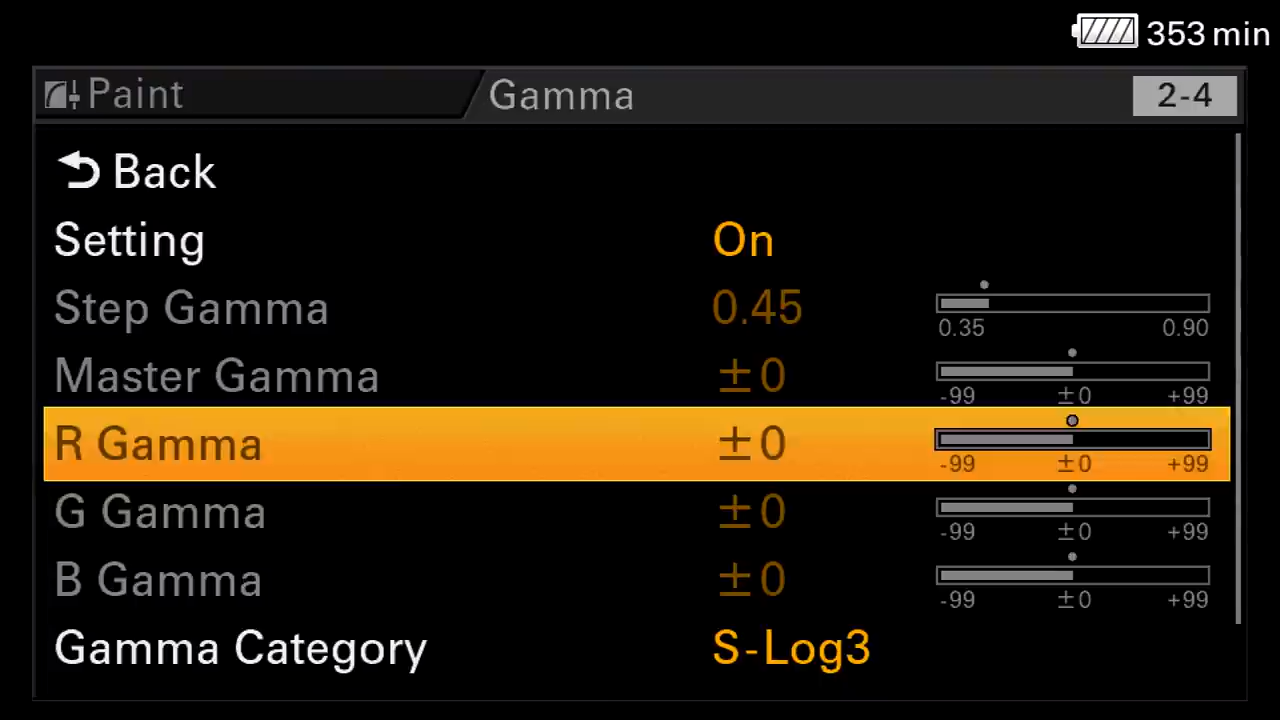 353 min
Paint Gamma 2-4
Back
Setting On
Step Gamma 0.45
0.35 0.90
Master Gamma ±0
-99 ±0 +99
R Gamma ±0
-99 ±0 +99
G Gamma ±0
-99 ±0 +99
B Gamma ±0
-99 ±0 +99
Gamma Category S-Log3